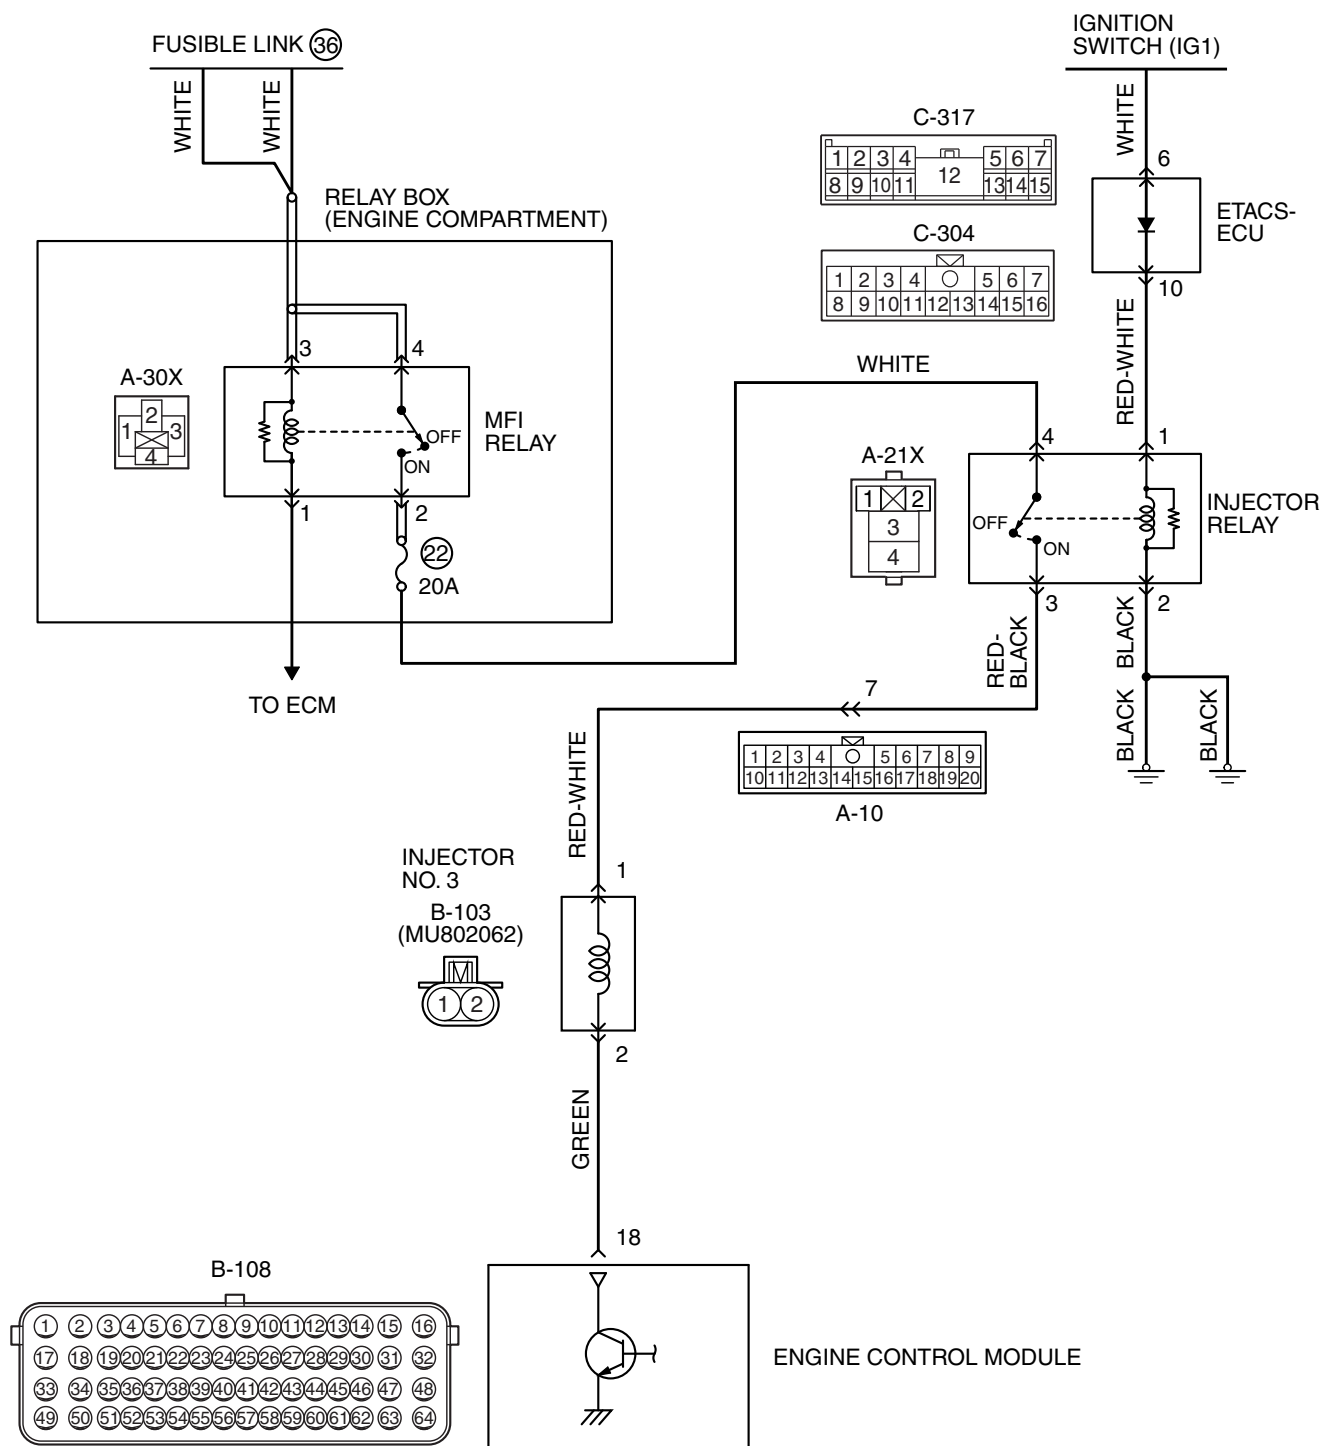 FUSIBLE LINK 36
IGNITION
SWITCH (IG1)
WHITE
WHITE
WHITE
C-317
1 2 3 4 5 6 7
12
8 9 10 11 13 14 15
6
RELAY BOX
(ENGINE COMPARTMENT)
ETACS-
ECU
C-304
1 2 3 4 5 6 7
8 9 10 11 12 13 14 15 16
10
RED-WHITE
3
4
WHITE
A-30X
2
1 3
4
OFF
ON
MFI
RELAY
4
1
A-21X
1 2
3
4
OFF
ON
INJECTOR
RELAY
1
2
22
20A
3
2
RED-
BLACK
BLACK
TO ECM
7
BLACK
BLACK
1 2 3 4 5 6 7 8 9
10 11 12 13 14 15 16 17 18 19 20
A-10
RED-WHITE
INJECTOR
NO. 3
1
B-103
(MU802062)
1 2
2
GREEN
18
B-108
1 2 3 4 5 6 7 8 9 10 11 12 13 14 15 16
17 18 19 20 21 22 23 24 25 26 27 28 29 30 31 32
33 34 35 36 37 38 39 40 41 42 43 44 45 46 47 48
49 50 51 52 53 54 55 56 57 58 59 60 61 62 63 64
ENGINE CONTROL MODULE